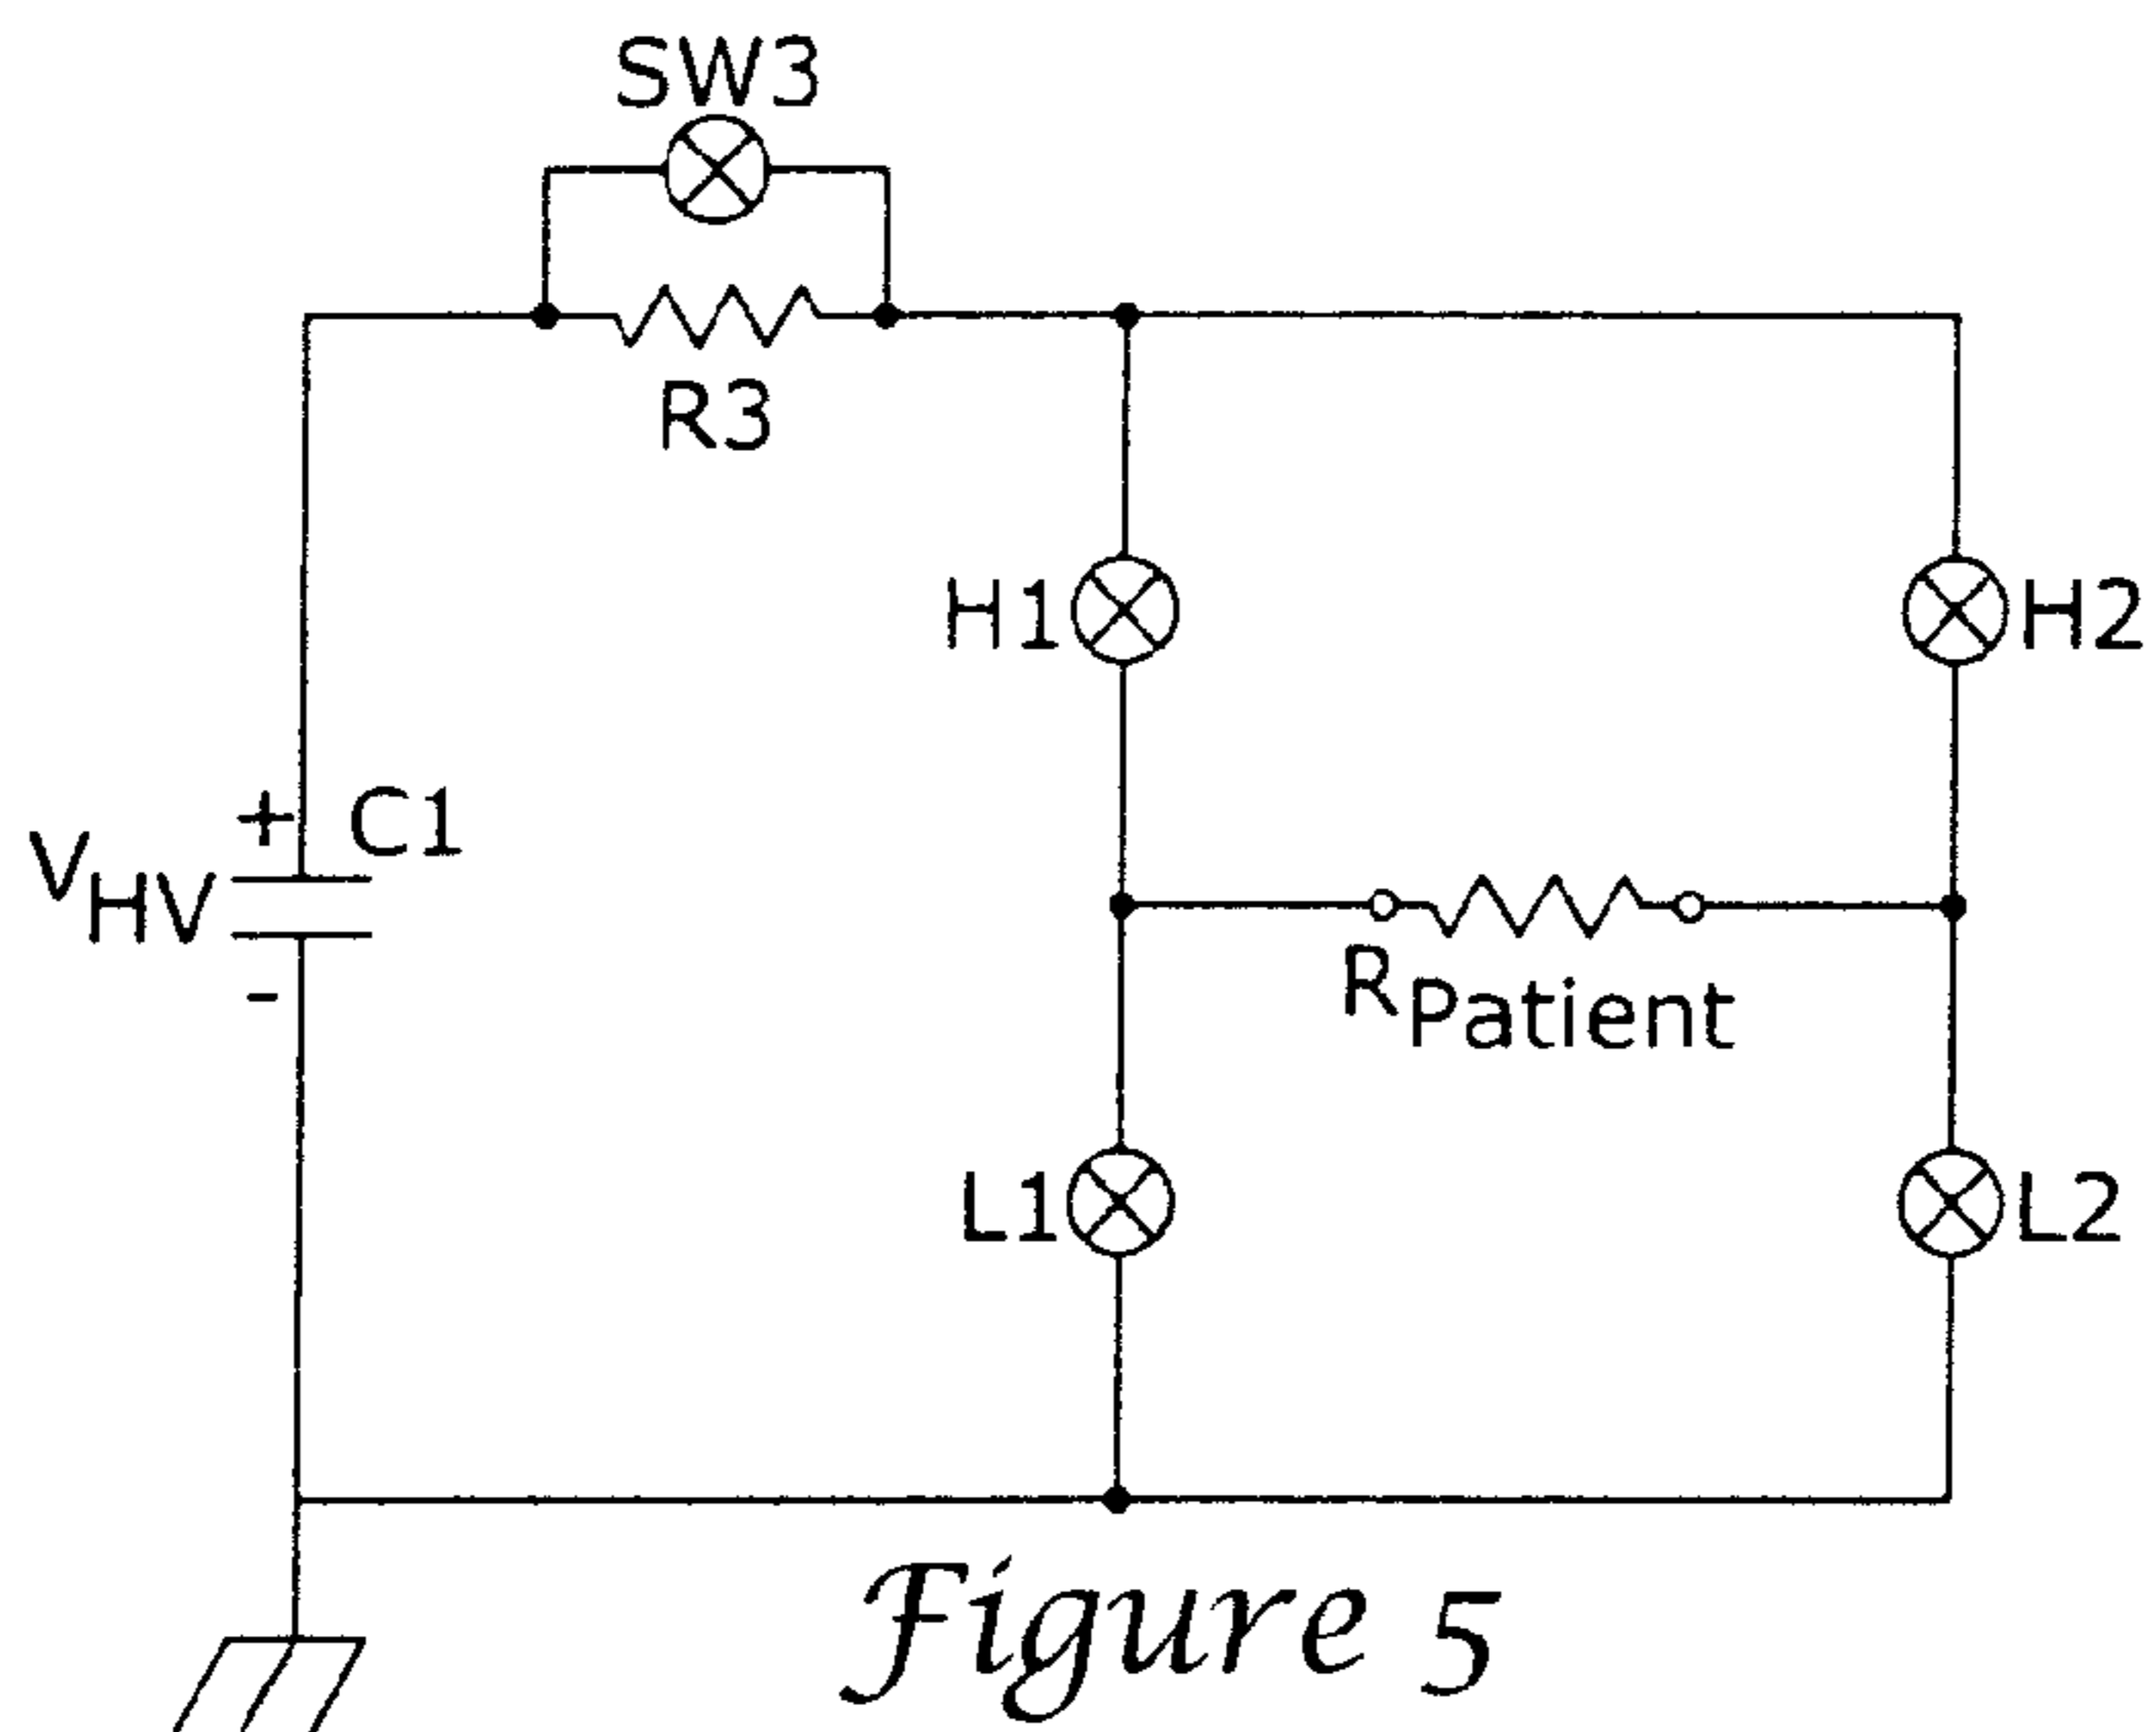 SW3
R3
H1
H2
+
C1
VHV
-
RPatient
L1
L2
Figure 5